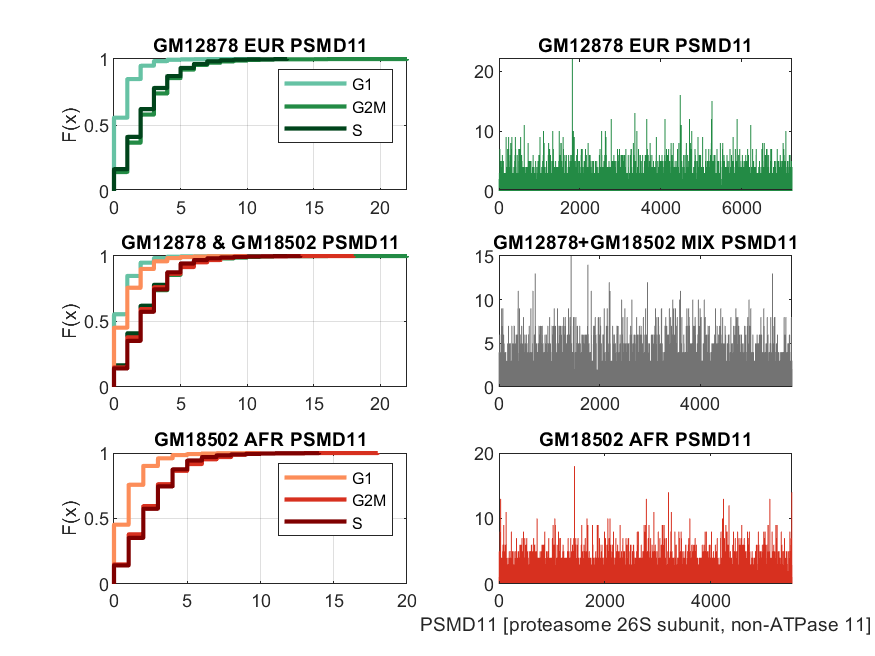 GM12878 EUR PSMD11
F(x)
1
0.5
0
0 5 10 15 20
G1
G2M
S
GM12878 EUR PSMD11
20
10
0
0 2000 4000 6000
GM12878 & GM18502 PSMD11
F(x)
1
0.5
0
0 5 10 15 20
GM12878+GM18502 MIX PSMD11
15
10
5
0
0 2000 4000
GM18502 AFR PSMD11
F(x)
1
0.5
0
0 5 10 15 20
G1
G2M
S
GM18502 AFR PSMD11
20
10
0
0 2000 4000
PSMD11 [proteasome 26S subunit, non-ATPase 11]